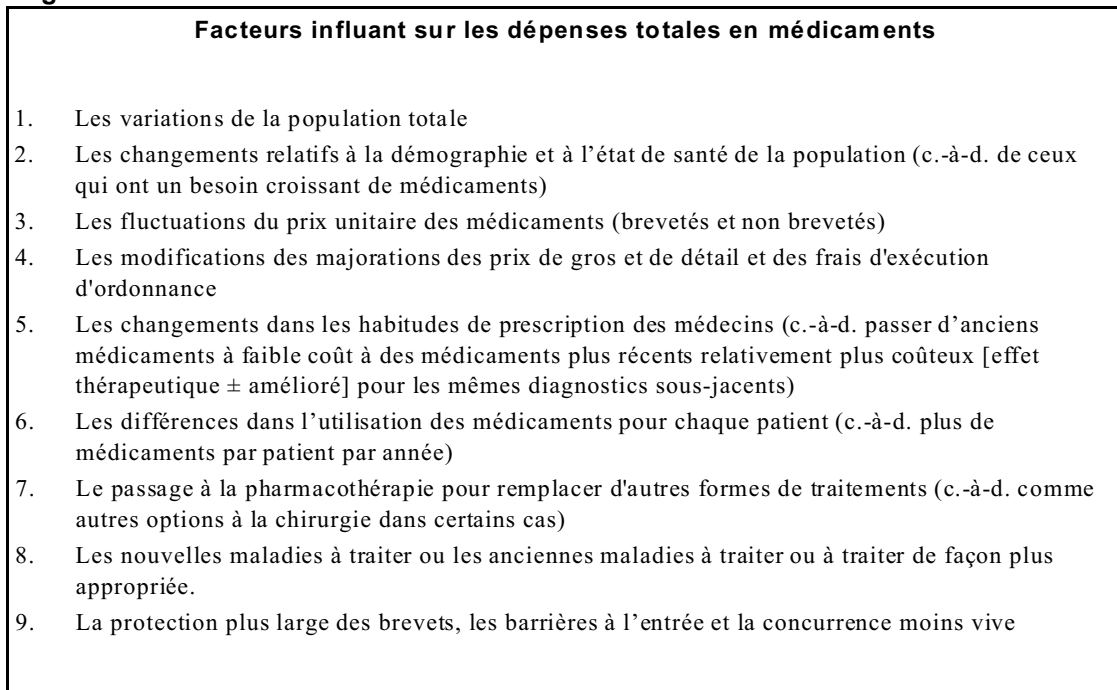 Facteurs influant sur les dépenses totales en médicaments
1. Les variations de la population totale
2. Les changements relatifs à la démographie et à l’état de santé de la population (c.-à-d. de ceux
qui ont un besoin croissant de médicaments)
3. Les fluctuations du prix unitaire des médicaments (brevetés et non brevetés)
4. Les modifications des majorations des prix de gros et de détail et des frais d'exécution
d'ordonnance
5. Les changements dans les habitudes de prescription des médecins (c.-à-d. passer d’anciens
médicaments à faible coût à des médicaments plus récents relativement plus coûteux [effet
thérapeutique ± amélioré] pour les mêmes diagnostics sous-jacents)
6. Les différences dans l’utilisation des médicaments pour chaque patient (c.-à-d. plus de
médicaments par patient par année)
7. Le passage à la pharmacothérapie pour remplacer d'autres formes de traitements (c.-à-d. comme
autres options à la chirurgie dans certains cas)
8. Les nouvelles maladies à traiter ou les anciennes maladies à traiter ou à traiter de façon plus
appropriée.
9. La protection plus large des brevets, les barrières à l’entrée et la concurrence moins vive